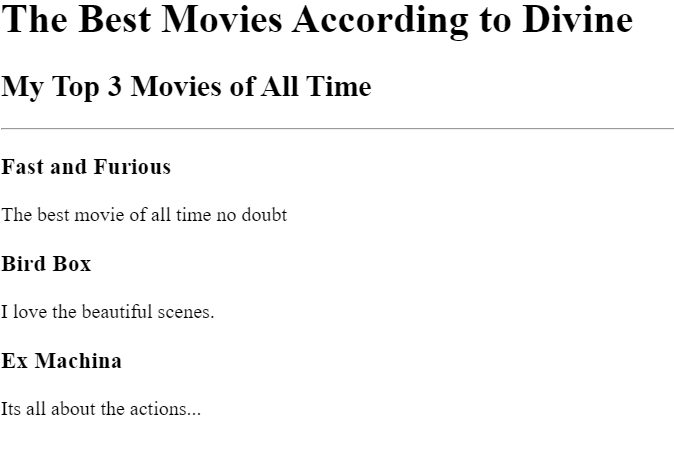 The Best Movies According to Divine
My Top 3 Movies of All Time
Fast and Furious
The best movie of all time no doubt
Bird Box
I love the beautiful scenes.
Ex Machina
Its all about the actions...